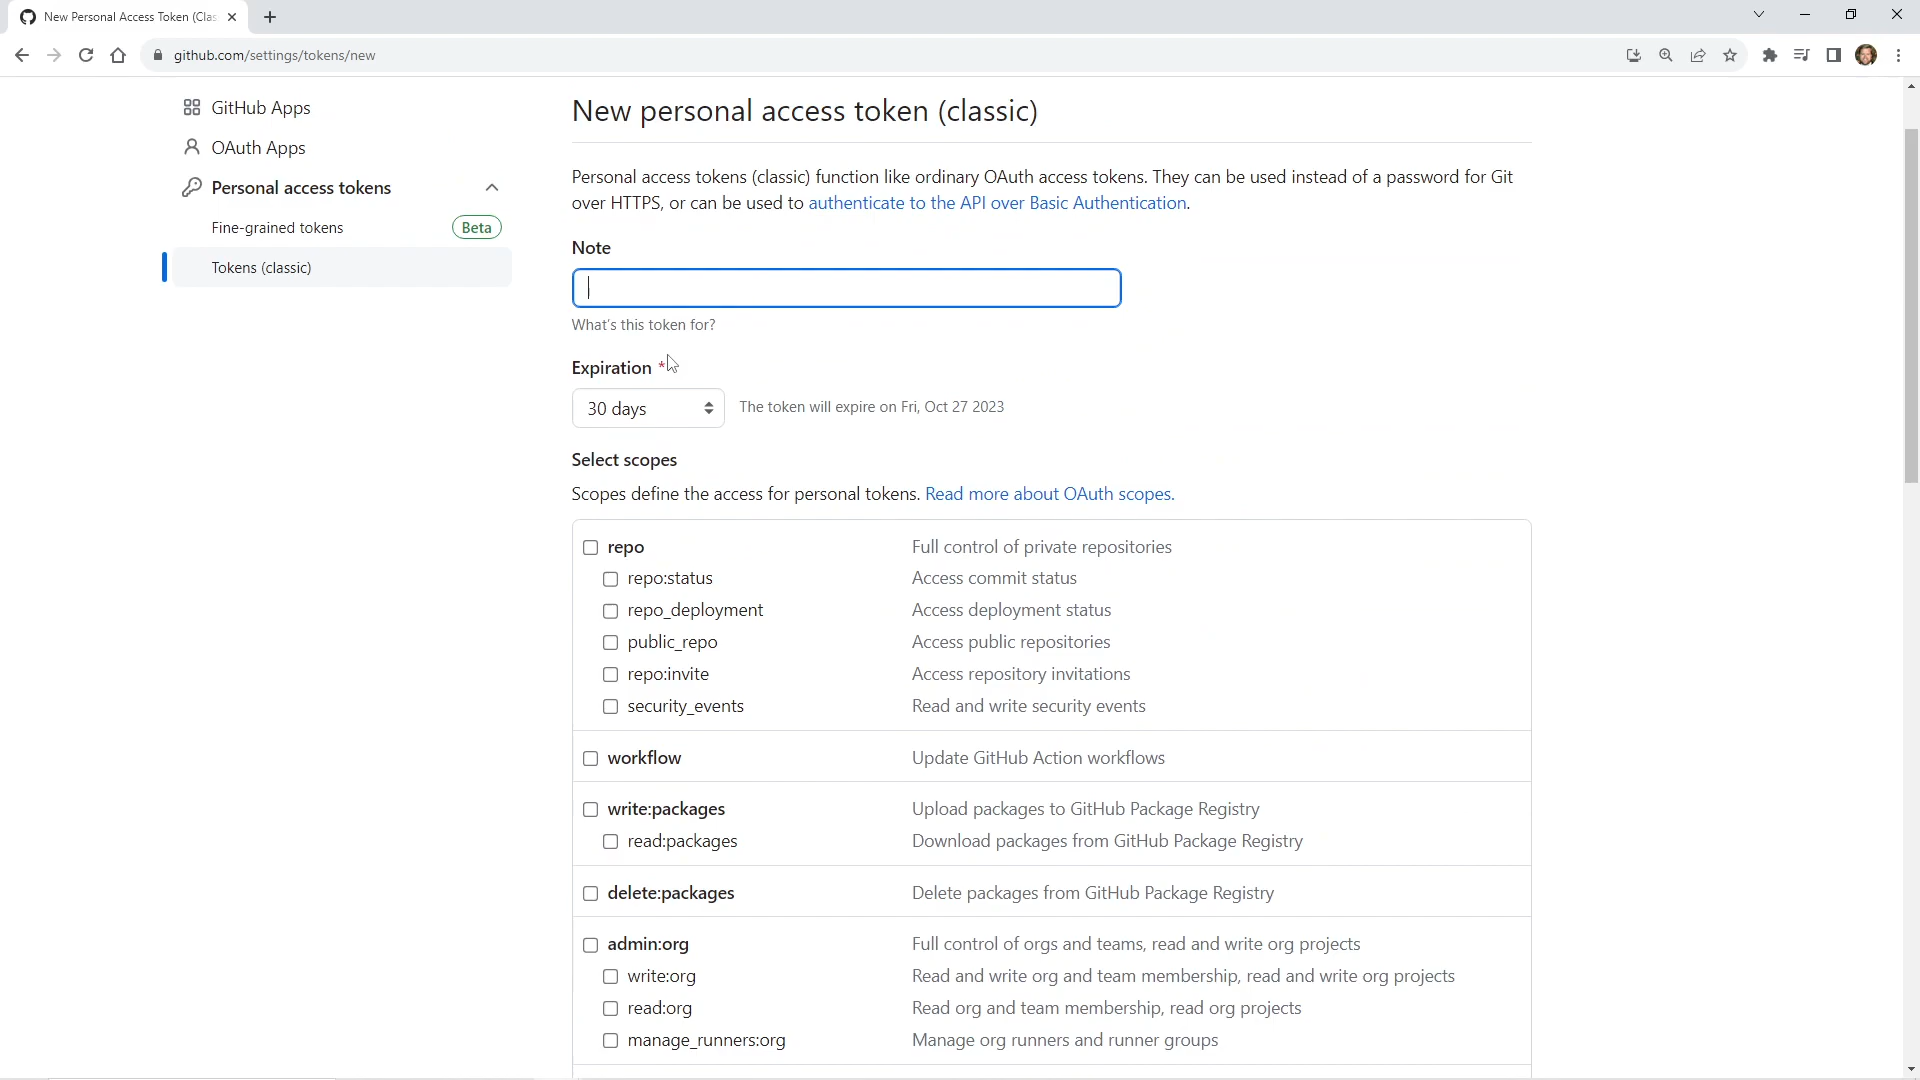 New Personal Access Token (Clas
github.com/settings/tokens/new
GitHub Apps
OAuth Apps
Personal access tokens
Fine-grained tokens Beta
Tokens (classic)
New personal access token (classic)
Personal access tokens (classic) function like ordinary OAuth access tokens. They can be used instead of a password for Git
over HTTPS, or can be used to authenticate to the API over Basic Authentication.
Note
What's this token for?
Expiration *
30 days The token will expire on Fri, Oct 27 2023
Select scopes
Scopes define the access for personal tokens. Read more about OAuth scopes.
repo Full control of private repositories
repo:status Access commit status
repo_deployment Access deployment status
public_repo Access public repositories
repo:invite Access repository invitations
security_events Read and write security events
workflow Update GitHub Action workflows
write:packages Upload packages to GitHub Package Registry
read:packages Download packages from GitHub Package Registry
delete:packages Delete packages from GitHub Package Registry
admin:org Full control of orgs and teams, read and write org projects
write:org Read and write org and team membership, read and write org projects
read:org Read org and team membership, read org projects
manage_runners:org Manage org runners and runner groups